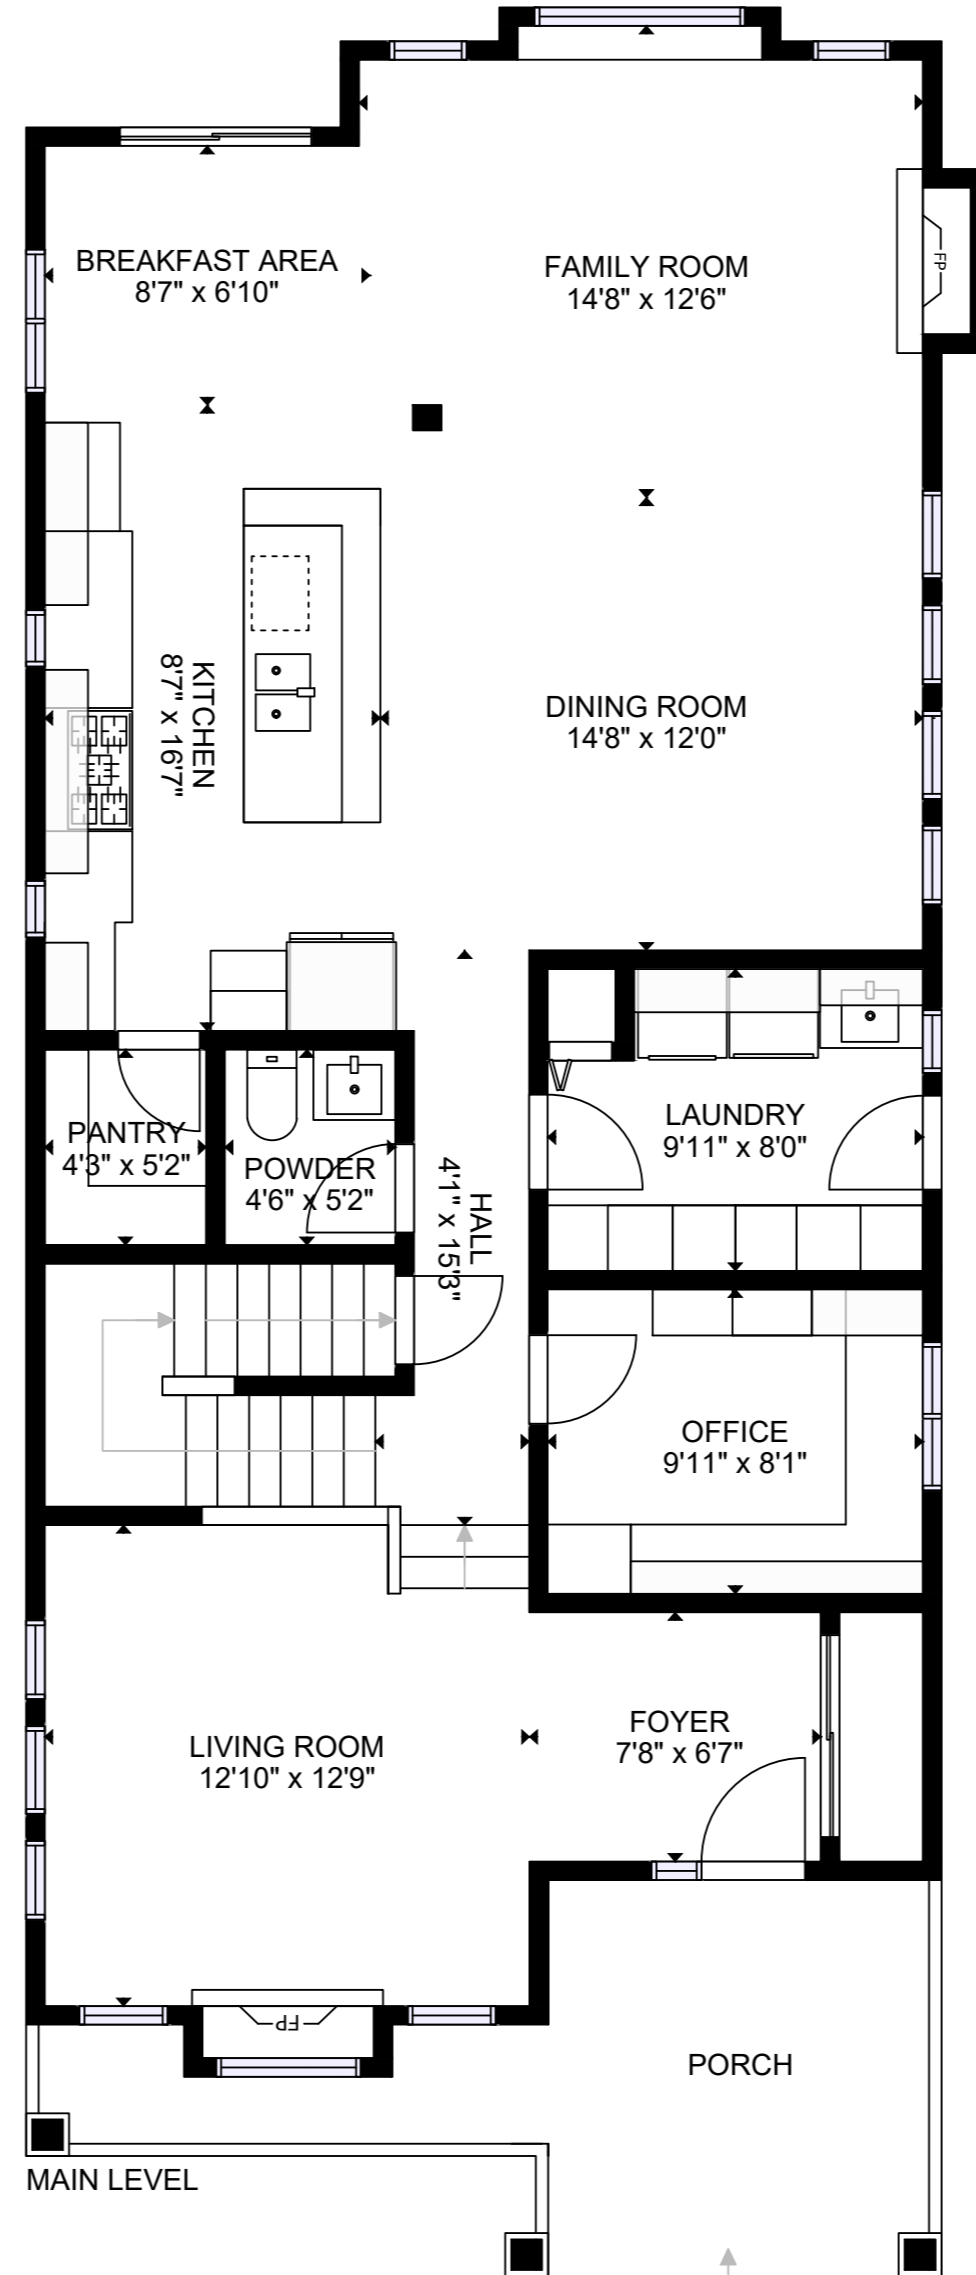 BREAKFAST AREA
8'7" x 6'10"
FAMILY ROOM
14'8" x 12'6"
FP
KITCHEN
8'7" x 16'7"
DINING ROOM
14'8" x 12'0"
PANTRY
4'3" x 5'2"
POWDER
4'6" x 5'2"
HALL
4'1" x 15'3"
LAUNDRY
9'11" x 8'0"
OFFICE
9'11" x 8'1"
LIVING ROOM
12'10" x 12'9"
FOYER
7'8" x 6'7"
FP
PORCH
MAIN LEVEL